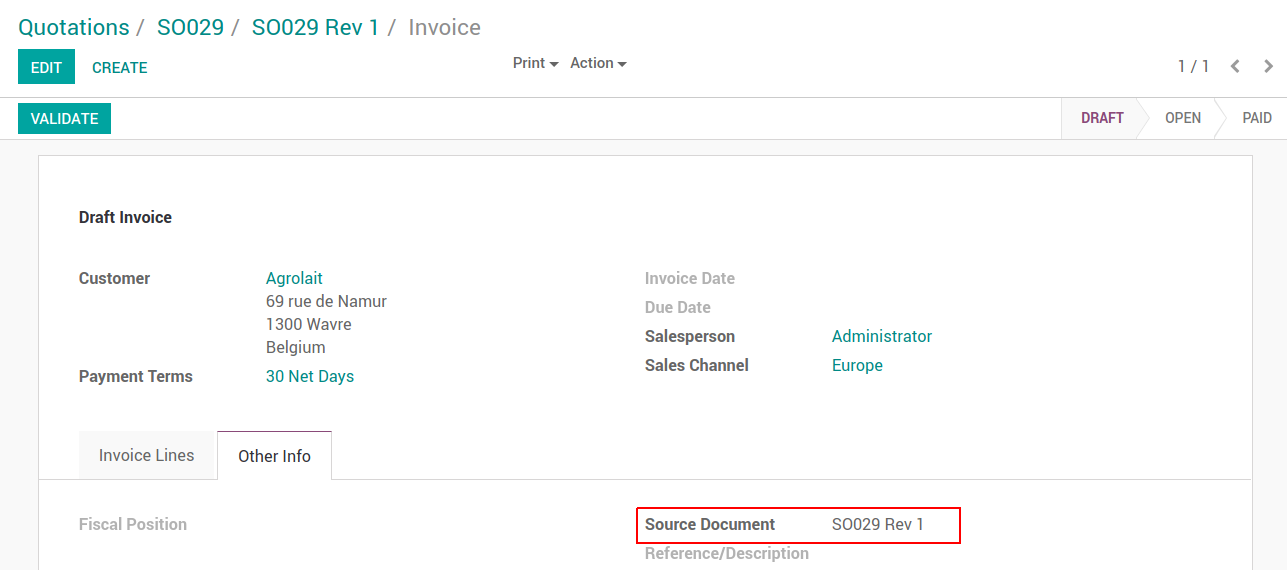 Quotations / SO029 / SO029 Rev 1 / Invoice
EDIT CREATE Print Action 1 / 1
VALIDATE DRAFT OPEN PAID
Draft Invoice
Customer Agrolait Invoice Date
69 rue de Namur Due Date
1300 Wavre Salesperson Administrator
Belgium Sales Channel Europe
Payment Terms 30 Net Days
Invoice Lines Other Info
Fiscal Position Source Document SO029 Rev 1
Reference/Description